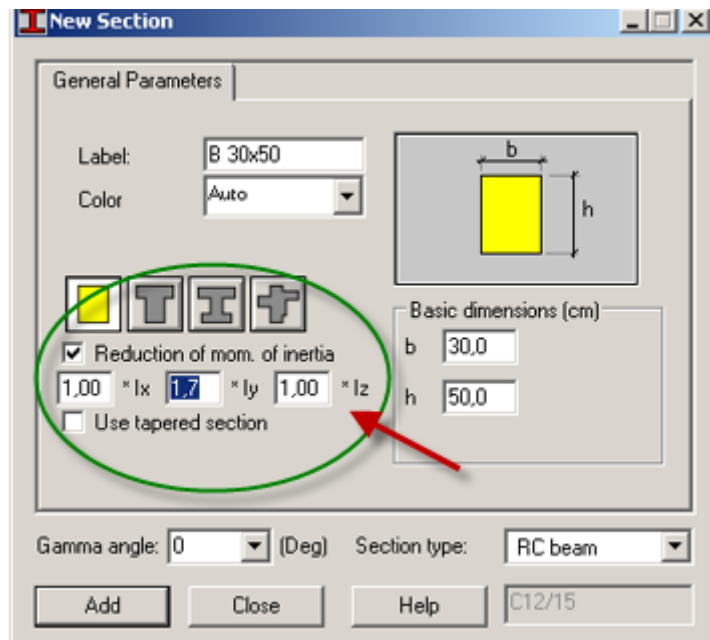 New Section
General Parameters
Label: B 30x50
Color Auto
b
h
Reduction of mom. of inertia
1,00 * Ix 1,7 * Iy 1,00 * Iz
Use tapered section
Basic dimensions (cm)
b 30,0
h 50,0
Gamma angle: 0 (Deg) Section type: RC beam
Add Close Help C12/15